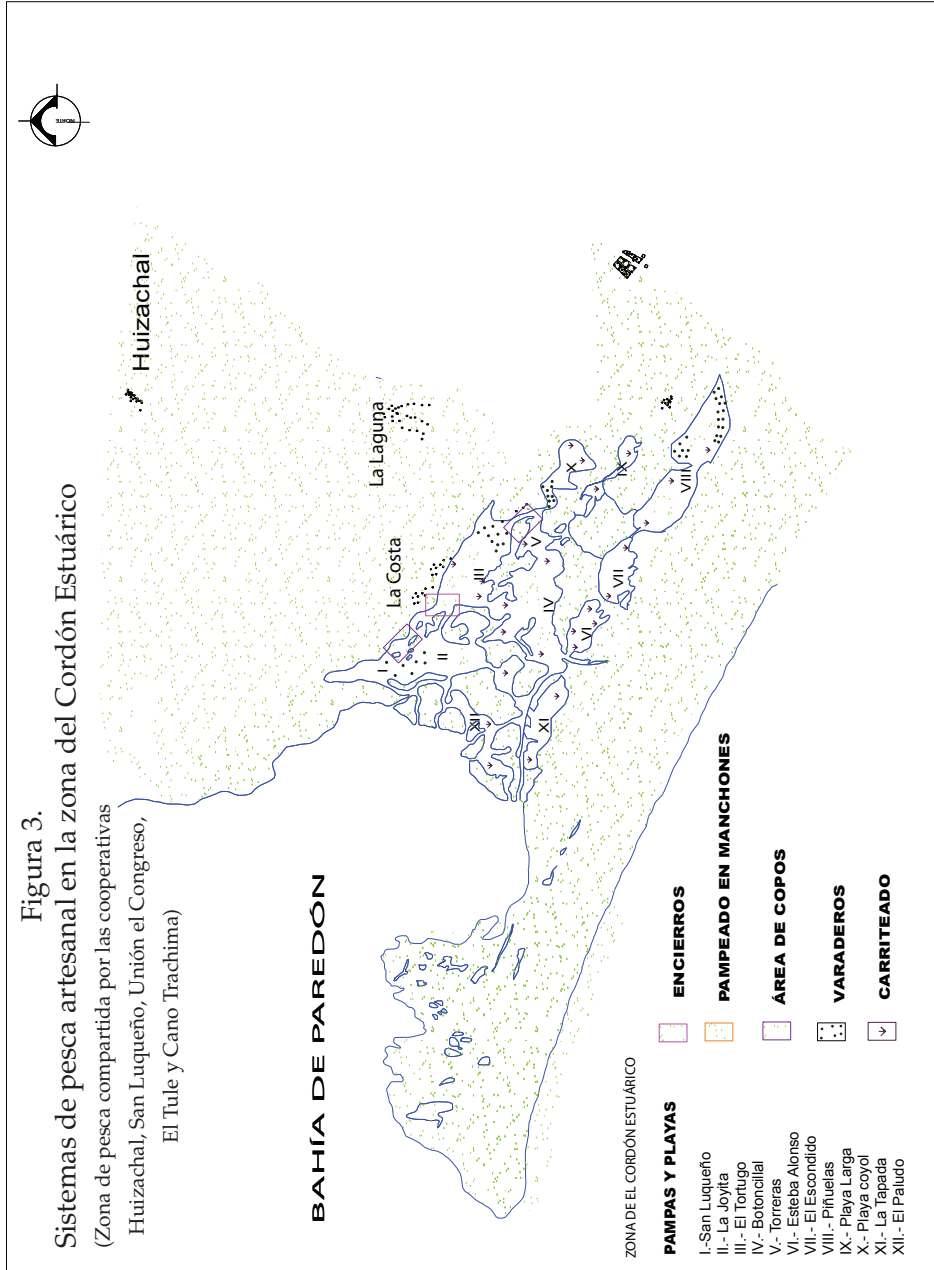 Figura 3.
Sistemas de pesca artesanal en la zona del Cordón Estuárico
(Zona de pesca compartida por las cooperativas
Huizachal, San Luqueño, Unión el Congreso,
El Tule y Cano Trachima)
NORTE
BAHÍA DE PAREDÓN
Huizachal
La Laguna
La Costa
I
II
III
IV
V
VI
VII
VIII
IX
X
XI
XII
ZONA DE EL CORDÓN ESTUÁRICO
PAMPAS Y PLAYAS
I.-San Luqueño
II.- La Joyita
III.- El Tortugo
IV.- Botoncillal
V.- Torreras
VI.- Esteba Alonso
VII.- El Escondido
VIII.- Piñuelas
IX.- Playa Larga
X.- Playa coyol
XI.- La Tapada
XII.- El Paludo
ENCIEROS
PAMPEADO EN MANCHONES
ÁREA DE COPOS
VARADEROS
CARRITEADO